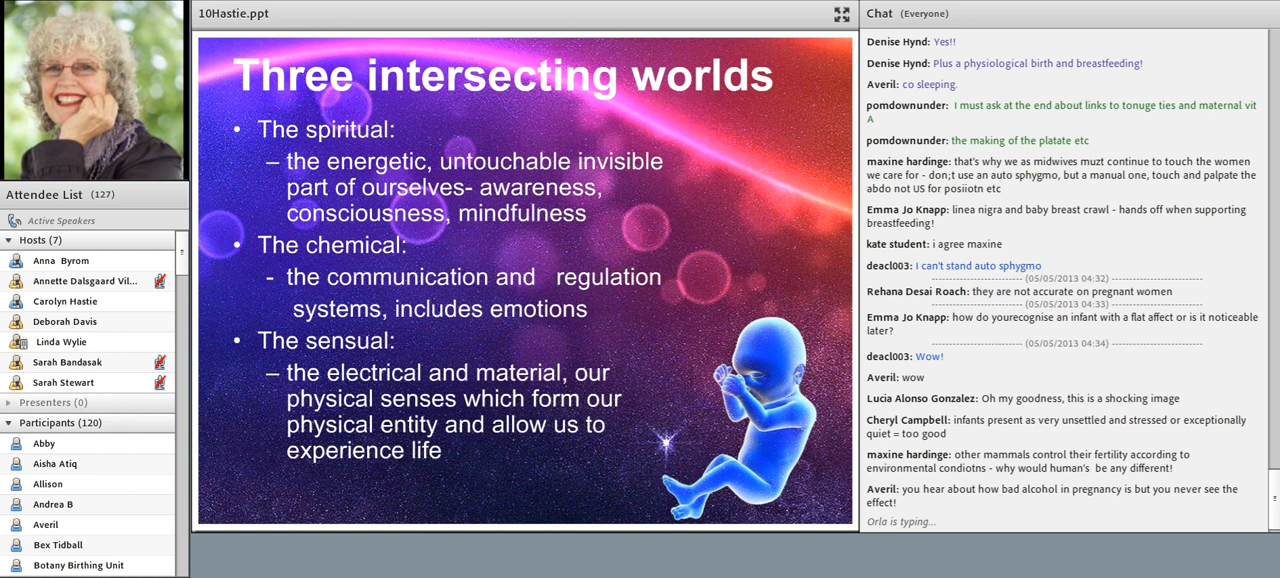 10Hastie.ppt
Attendee List (127)
Active Speakers
Hosts (7)
Anna Byrom
Annette Dalsgaard Vil...
Carolyn Hastie
Deborah Davis
Linda Wylie
Sarah Bandasak
Sarah Stewart
Presenters (0)
Participants (120)
Abby
Aisha Atiq
Allison
Andrea B
Averil
Bex Tidball
Botany Birthing Unit
Three intersecting worlds
• The spiritual:
– the energetic, untouchable invisible
part of ourselves- awareness,
consciousness, mindfulness
• The chemical:
- the communication and regulation
systems, includes emotions
• The sensual:
– the electrical and material, our
physical senses which form our
physical entity and allow us to
experience life
Chat (Everyone)
Denise Hynd: Yes!!
Denise Hynd: Plus a physiological birth and breastfeeding!
Averil: co sleeping.
pomdownunder: I must ask at the end about links to tonuge ties and maternal vit
A
pomdownunder: the making of the platate etc
maxine hardinge: that's why we as midwives muzt continue to touch the women
we care for - don;t use an auto sphygmo, but a manual one, touch and palpate the
abdo not US for posiiotn etc
Emma Jo Knapp: linea nigra and baby breast crawl - hands off when supporting
breastfeeding!
kate student: i agree maxine
deacl003: I can't stand auto sphygmo
(05/05/2013 04:32)
Rehana Desai Roach: they are not accurate on pregnant women
(05/05/2013 04:33)
Emma Jo Knapp: how do yourecognise an infant with a flat affect or is it noticeable
later?
(05/05/2013 04:34)
deacl003: Wow!
Averil: wow
Lucia Alonso Gonzalez: Oh my goodness, this is a shocking image
Cheryl Campbell: infants present as very unsettled and stressed or exceptionally
quiet = too good
maxine hardinge: other mammals control their fertility according to
environmental condiotns - why would human's be any different!
Averil: you hear about how bad alcohol in pregnancy is but you never see the
effect!
Orla is typing...